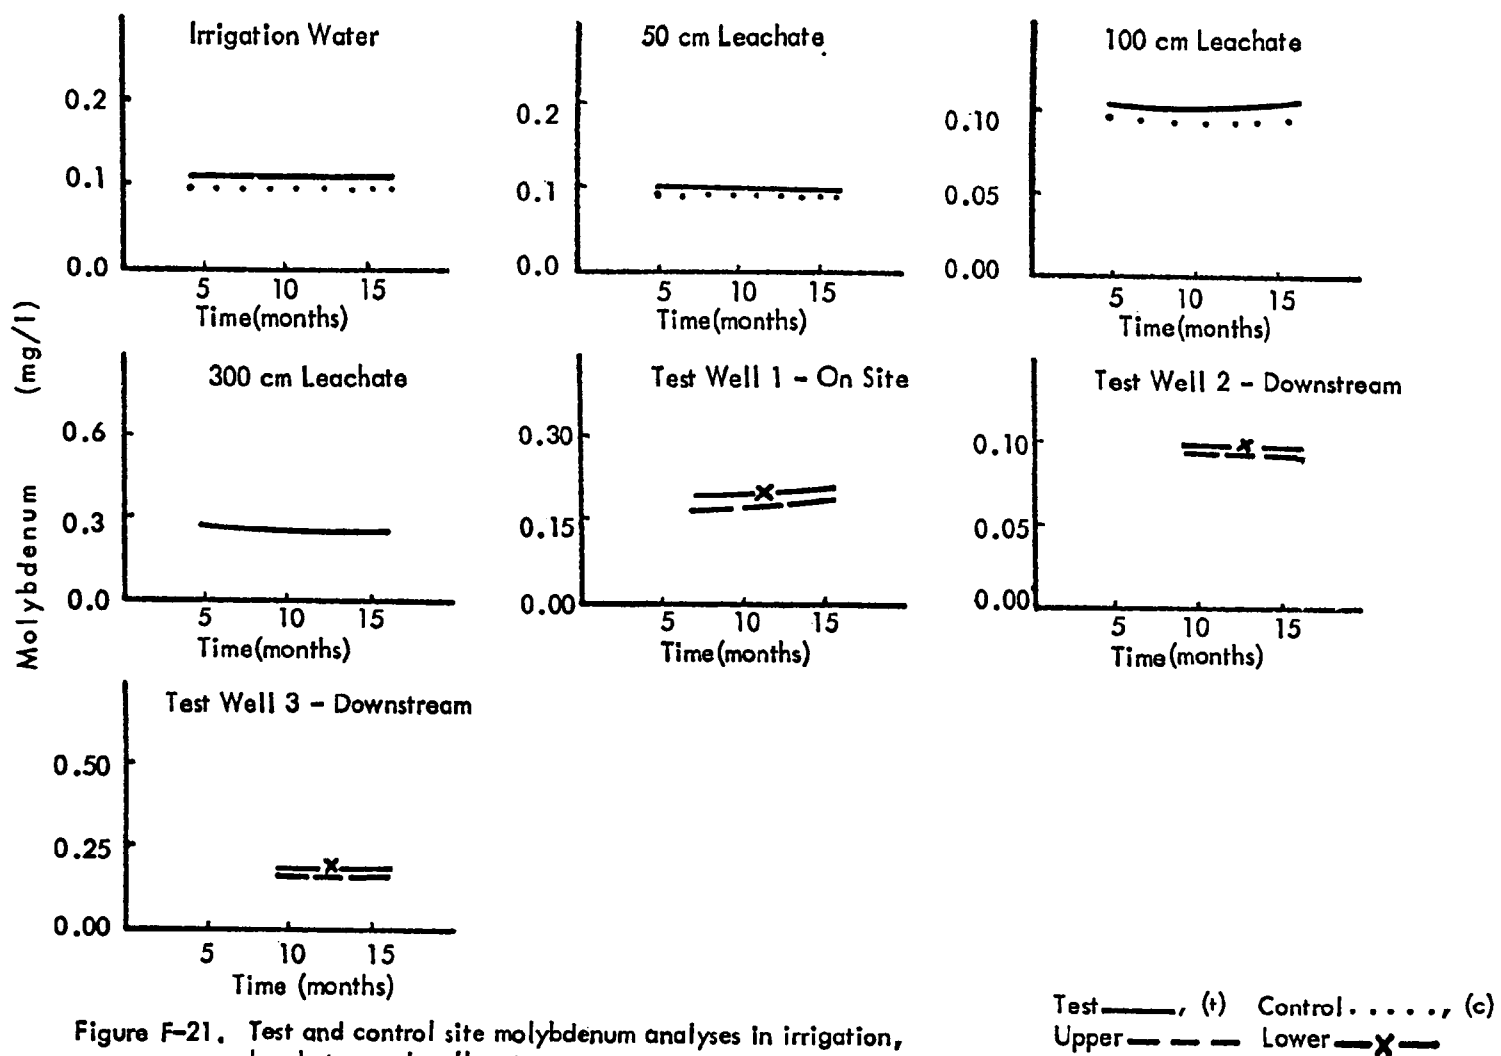 Irrigation Water
0.2
0.1
0.0
5 10 15
Time(months)
50 cm Leachate
0.2
0.1
0.0
5 10 15
Time(months)
100 cm Leachate
0.10
0.05
0.00
5 10 15
Time(months)
Molybdenum (mg/l)
300 cm Leachate
0.6
0.3
0.0
5 10 15
Time(months)
Test Well 1 - On Site
0.30
0.15
0.00
5 10 15
Time(months)
Test Well 2 - Downstream
0.10
0.05
0.00
5 10 15
Time(months)
Test Well 3 - Downstream
0.50
0.25
0.00
5 10 15
Time (months)
Test, (t) Control . . . . ., (c)
Upper Lower
Figure F-21. Test and control site molybdenum analyses in irrigation,